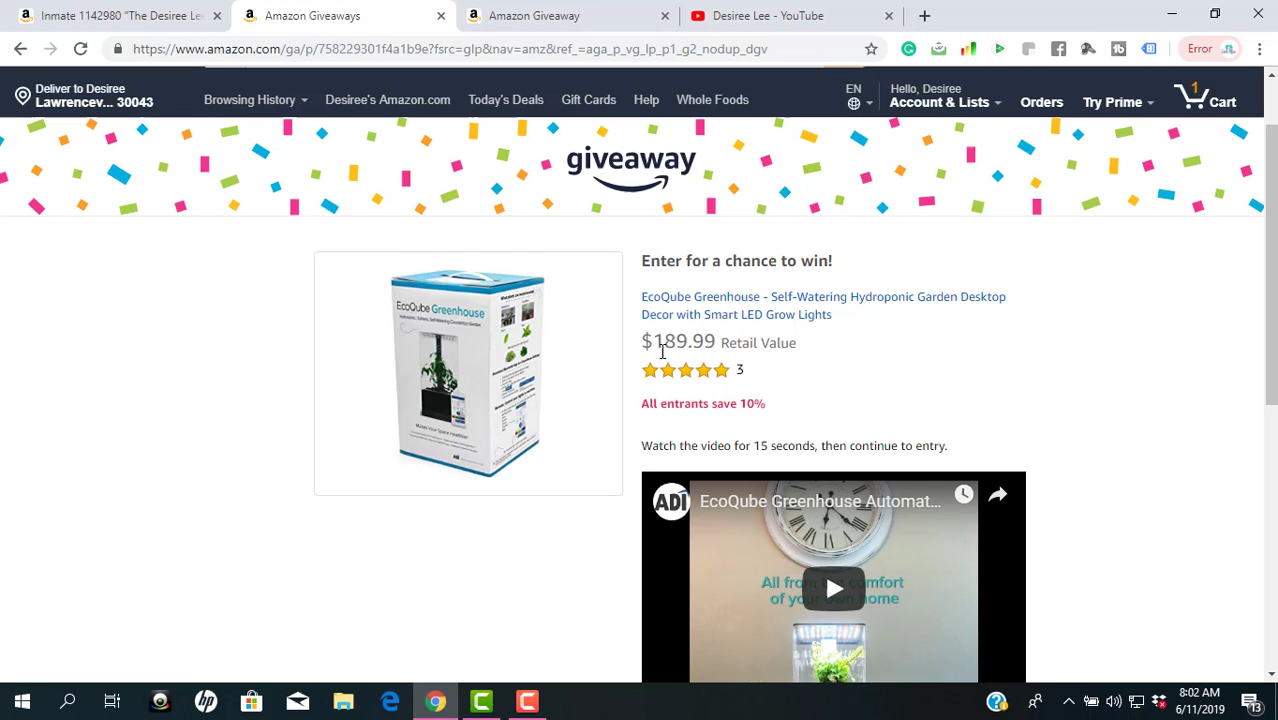 Inmate 1142980 "The Desiree Le
Amazon Giveaways
Amazon Giveaway
Desiree Lee - YouTube
https://www.amazon.com/ga/p/758229301f4a1b9e?fsrc=glp&nav=amz&ref_=aga_p_vg_lp_p1_g2_nodup_dgv
Error
Deliver to Desiree
Lawrencev... 30043
Browsing History
Desiree's Amazon.com
Today's Deals
Gift Cards
Help
Whole Foods
EN
Hello, Desiree
Account & Lists
Orders
Try Prime
1
Cart
giveaway
Enter for a chance to win!
EcoQube Greenhouse - Self-Watering Hydroponic Garden Desktop
Decor with Smart LED Grow Lights
$189.99 Retail Value
3
All entrants save 10%
Watch the video for 15 seconds, then continue to entry.
EcoQube Greenhouse
ADI
EcoQube Greenhouse Automat...
All from the comfort
of your own home
8:02 AM
6/11/2019
13